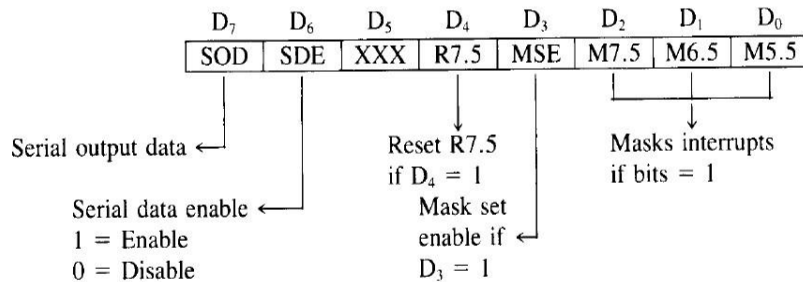 D₇ D₆ D₅ D₄ D₃ D₂ D₁ D₀
SOD SDE XXX R7.5 MSE M7.5 M6.5 M5.5
Serial output data
Reset R7.5
if D₄ = 1
Masks interrupts
if bits = 1
Serial data enable
1 = Enable
0 = Disable
Mask set
enable if
D₃ = 1